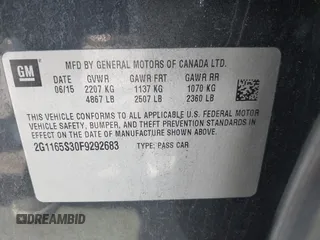 GM
MFD BY GENERAL MOTORS OF CANADA LTD.
DATE GVWR GAWR FRT GAWR RR
06/15 2207 KG 1137 KG 1070 KG
4867 LB 2507 LB 2360 LB
THIS VEHICLE CONFORMS TO ALL APPLICABLE U.S. FEDERAL MOTOR
VEHICLE SAFETY, BUMPER, AND THEFT PREVENTION STANDARDS IN
EFFECT ON THE DATE OF MANUFACTURE SHOWN ABOVE.
2G1165S30F9292683 TYPE: PASS CAR
DREAMBID